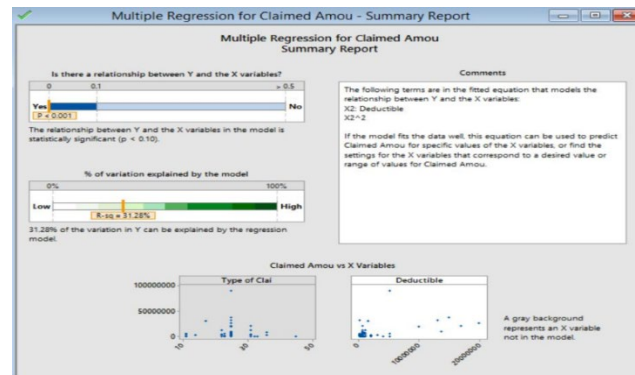 Multiple Regression for Claimed Amou - Summary Report
Multiple Regression for Claimed Amou
Summary Report
Is there a relationship between Y and the X variables?
0 0.1 > 0.5
Yes No
P < 0.001
The relationship between Y and the X variables in the model is
statistically significant (p < 0.10).
% of variation explained by the model
0% 100%
Low High
R-sq = 31.28%
31.28% of the variation in Y can be explained by the regression
model.
Comments
The following terms are in the fitted equation that models the
relationship between Y and the X variables:
X2: Deductible
X2^2
If the model fits the data well, this equation can be used to predict
Claimed Amou for specific values of the X variables, or find the
settings for the X variables that correspond to a desired value or
range of values for Claimed Amou.
Claimed Amou vs X Variables
Type of Clai Deductible
100000000
50000000
0
10 30 50 0 10000000 20000000
A gray background
represents an X variable
not in the model.